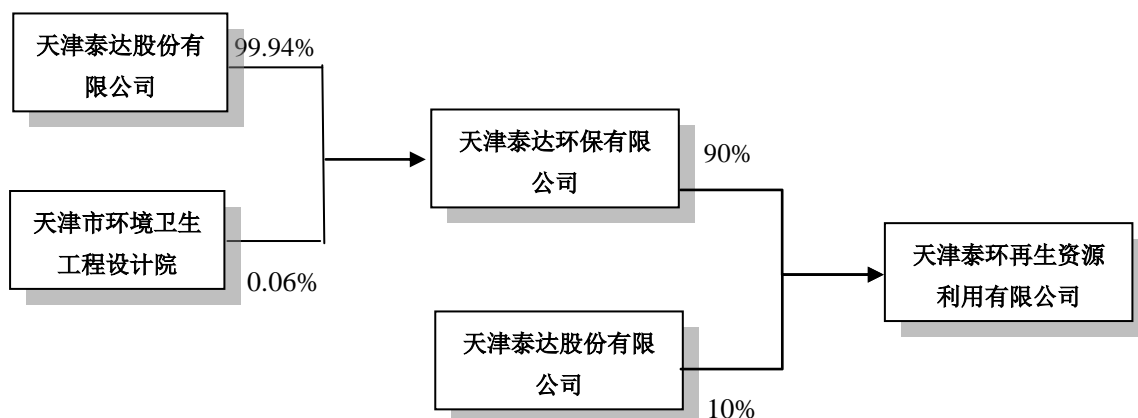 天津泰达股份有
限公司
99.94%
天津市环境卫生
工程设计院
0.06%
天津泰达环保有限
公司
90%
天津泰达股份有限
公司
10%
天津泰环再生资源
利用有限公司